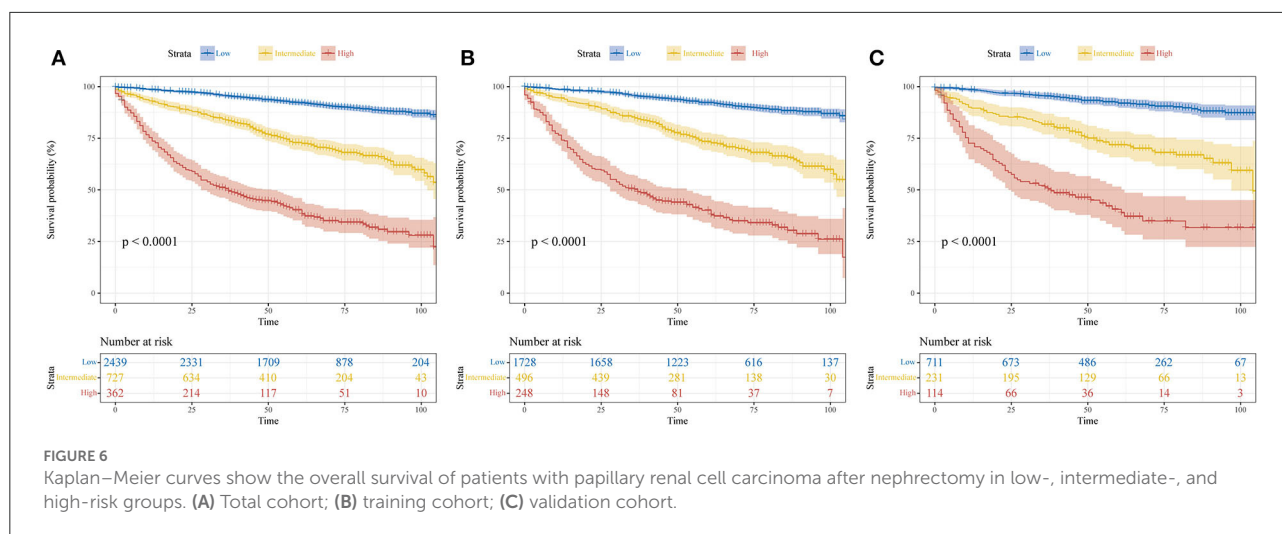 A
Strata Low Intermediate High
Survival probability (%)
100
75
50
25
0
p < 0.0001
0 25 50 75 100
Time
Number at risk
Strata
Low 2439 2331 1709 878 204
Intermediate 727 634 410 204 43
High 362 214 117 51 10
0 25 50 75 100
Time
B
Strata Low Intermediate High
Survival probability (%)
100
75
50
25
0
p < 0.0001
0 25 50 75 100
Time
Number at risk
Strata
Low 1728 1658 1223 616 137
Intermediate 496 439 281 138 30
High 248 148 81 37 7
0 25 50 75 100
Time
C
Strata Low Intermediate High
Survival probability (%)
100
75
50
25
0
p < 0.0001
0 25 50 75 100
Time
Number at risk
Strata
Low 711 673 486 262 67
Intermediate 231 195 129 66 13
High 114 66 36 14 3
0 25 50 75 100
Time
FIGURE 6
Kaplan–Meier curves show the overall survival of patients with papillary renal cell carcinoma after nephrectomy in low-, intermediate-, and
high-risk groups. (A) Total cohort; (B) training cohort; (C) validation cohort.